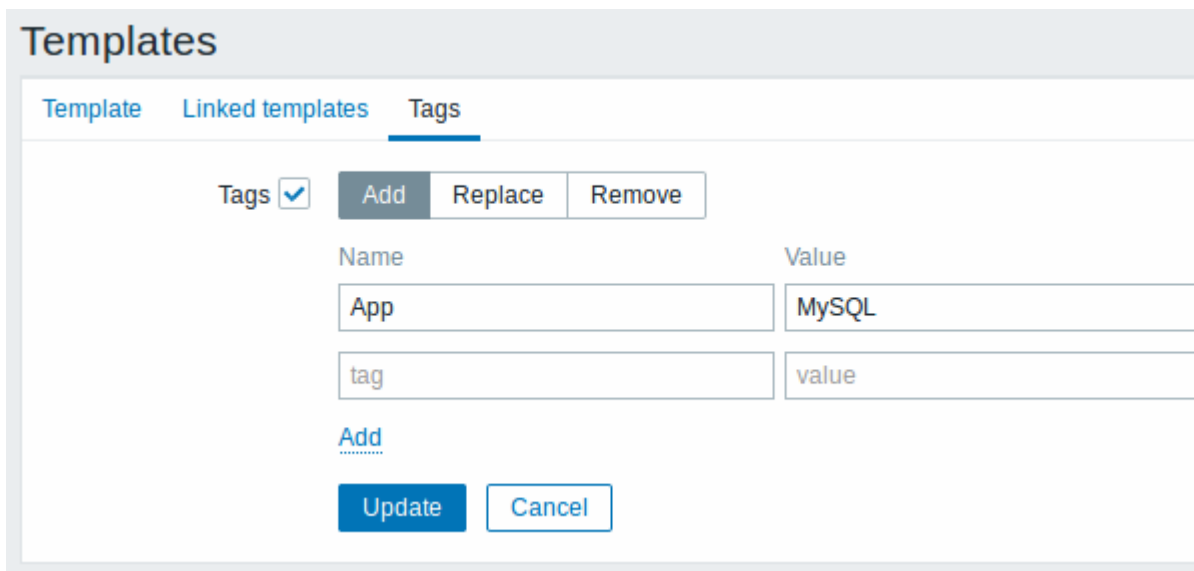 Templates
Template Linked templates Tags
Tags Add Replace Remove
Name Value
App MySQL
tag value
Add
Update Cancel